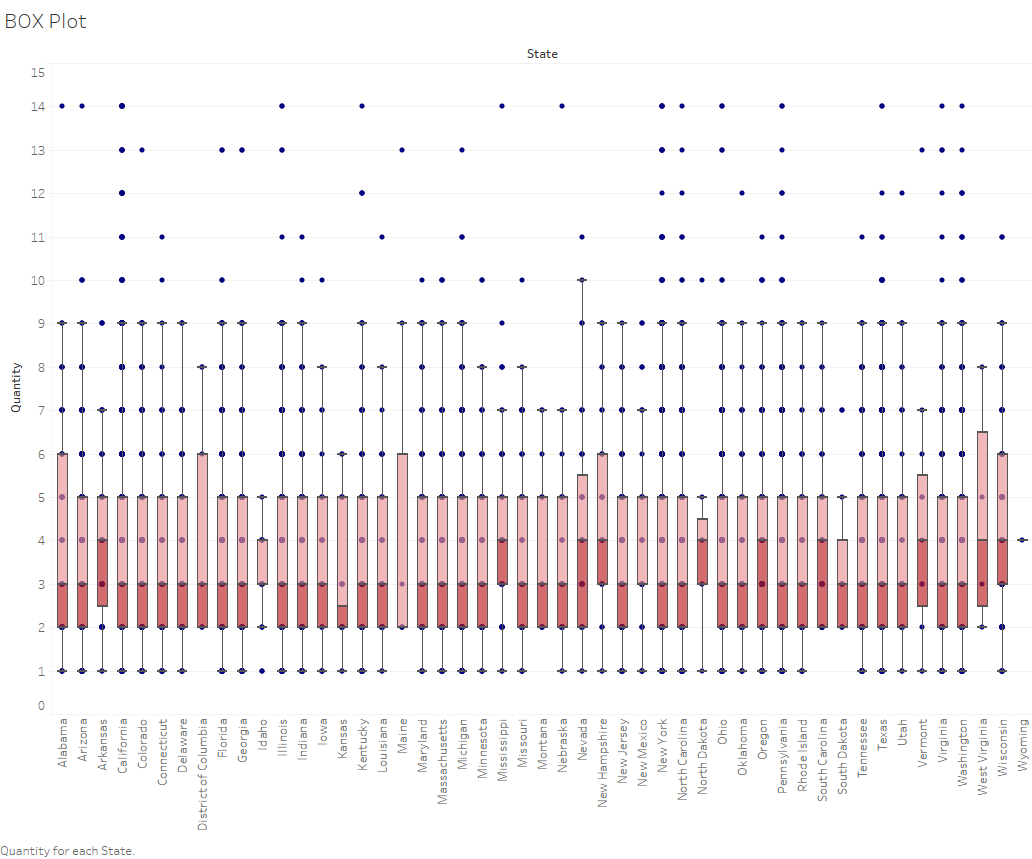 BOX Plot
State
Quantity
15
14
13
12
11
10
9
8
7
6
5
4
3
2
1
0
Alabama
Arizona
Arkansas
California
Colorado
Connecticut
Delaware
District of Columbia
Florida
Georgia
Idaho
Illinois
Indiana
Iowa
Kansas
Kentucky
Louisiana
Maine
Maryland
Massachusetts
Michigan
Minnesota
Mississippi
Missouri
Montana
Nebraska
Nevada
New Hampshire
New Jersey
New Mexico
New York
North Carolina
North Dakota
Ohio
Oklahoma
Oregon
Pennsylvania
Rhode Island
South Carolina
South Dakota
Tennessee
Texas
Utah
Vermont
Virginia
Washington
West Virginia
Wisconsin
Wyoming
Quantity for each State.